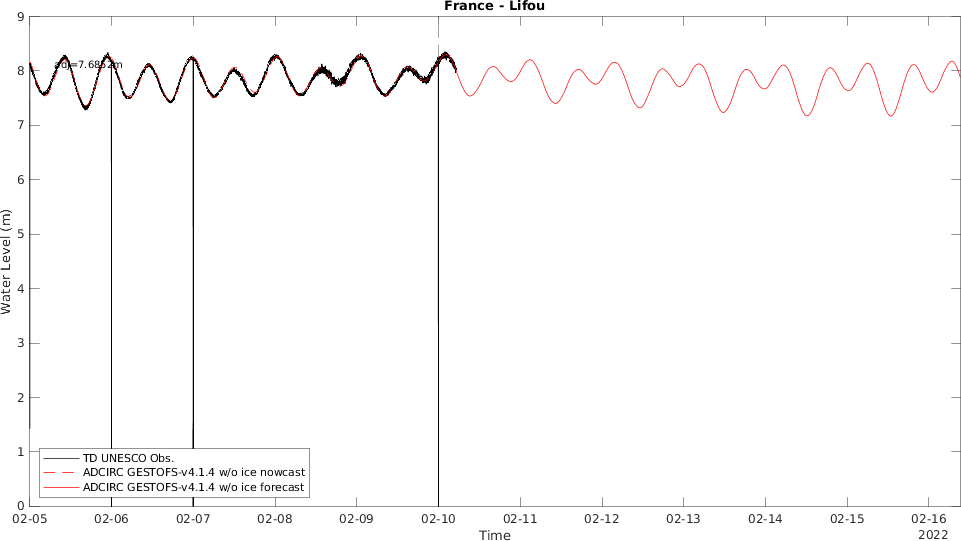 France - Lifou
9
8
7
6
5
4
3
2
1
0
Water Level (m)
adj=7.6852m
TD UNESCO Obs.
ADCIRC GESTOFS-v4.1.4 w/o ice nowcast
ADCIRC GESTOFS-v4.1.4 w/o ice forecast
02-05 02-06 02-07 02-08 02-09 02-10 02-11 02-12 02-13 02-14 02-15 02-16
Time
2022